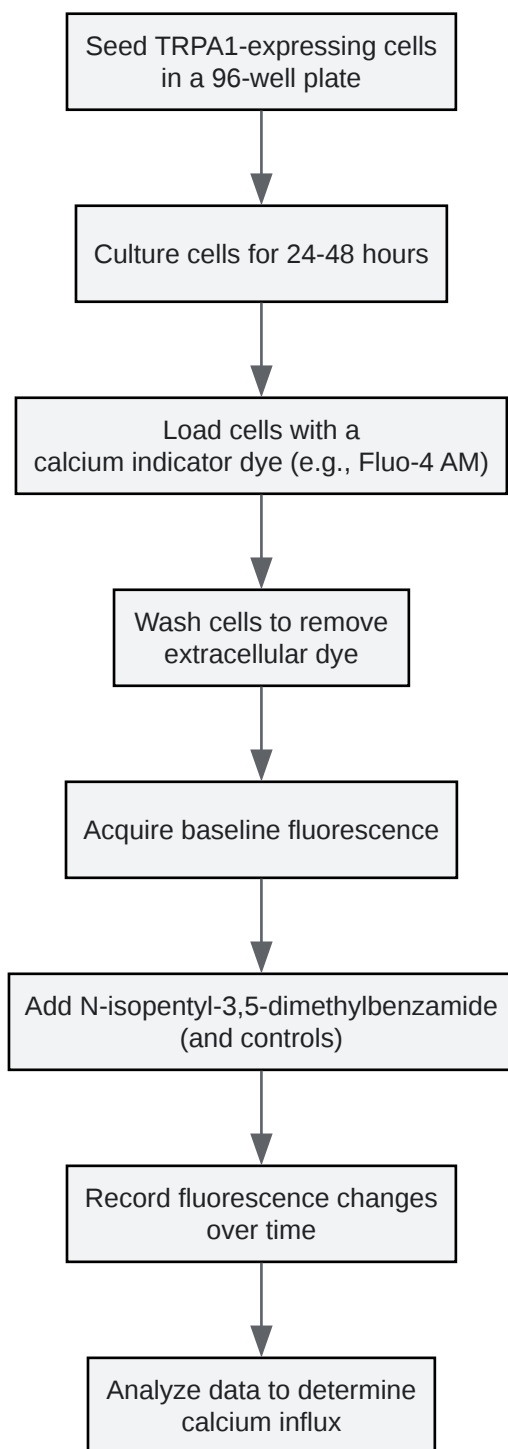 Seed TRPA1-expressing cells
in a 96-well plate
Culture cells for 24-48 hours
Load cells with a
calcium indicator dye (e.g., Fluo-4 AM)
Wash cells to remove
extracellular dye
Acquire baseline fluorescence
Add N-isopentyl-3,5-dimethylbenzamide
(and controls)
Record fluorescence changes
over time
Analyze data to determine
calcium influx